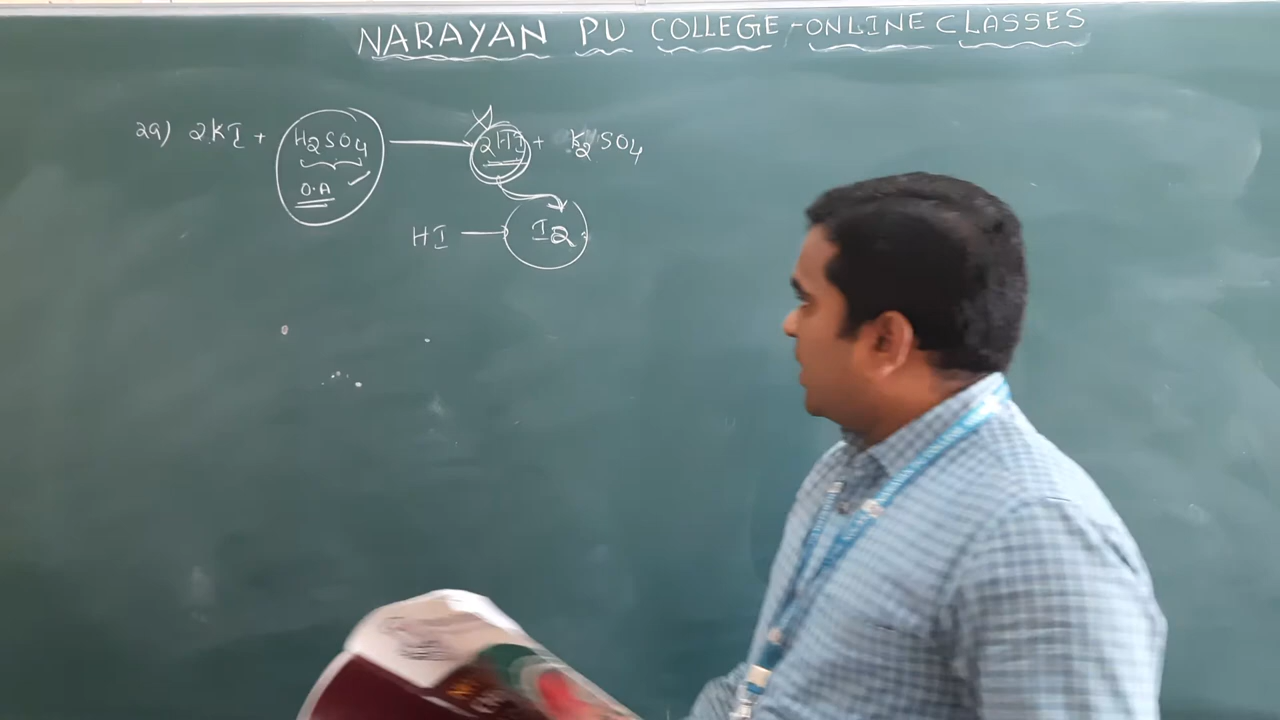 NARAYAN PU COLLEGE-ONLINE CLASSES
29) 2KI + H2SO4 → 2HI + K2SO4
O.A ✓
HI → I2